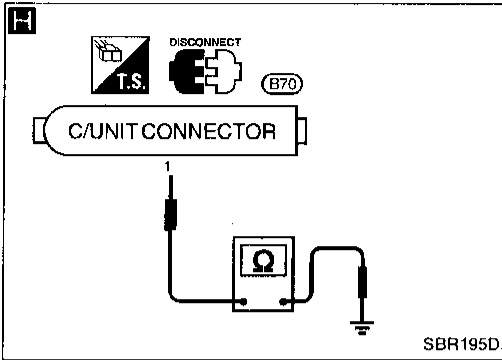 H
DISCONNECT
T.S.
B70
C/UNIT CONNECTOR
1
Ω
SBR195D